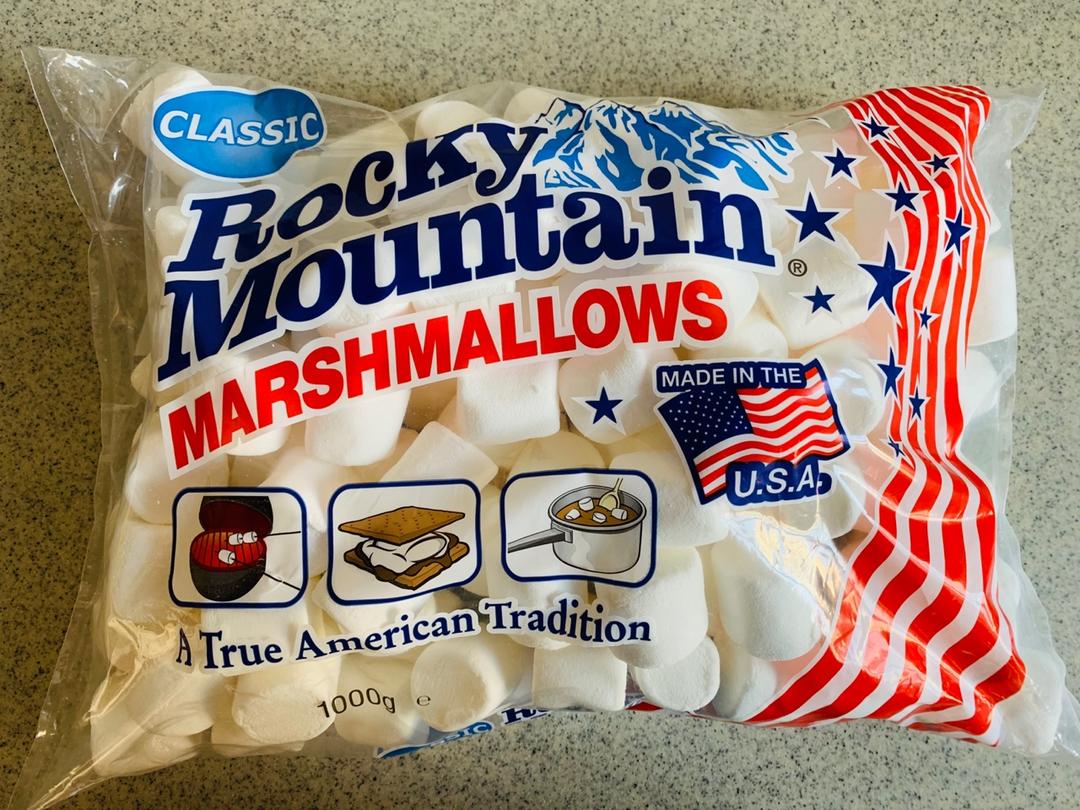 CLASSIC
Rocky
Mountain®
MARSHMALLOWS
MADE IN THE
U.S.A.
A True American Tradition
1000g ℮